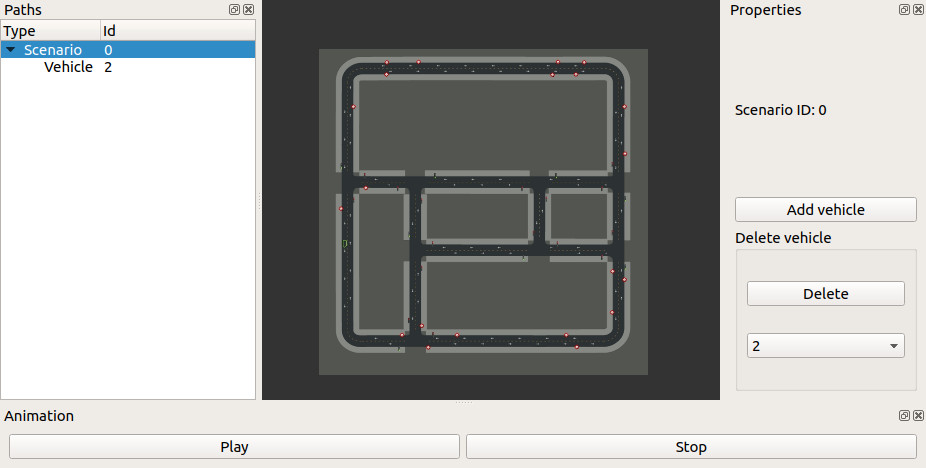 Paths
Type Id
Scenario 0
Vehicle 2
Properties
Scenario ID: 0
Add vehicle
Delete vehicle
Delete
2
Animation
Play Stop